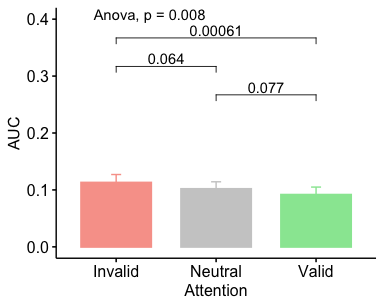 Anova, p = 0.008
0.00061
0.064
0.077
0.4
0.3
0.2
0.1
0.0
AUC
Invalid Neutral Valid
Attention